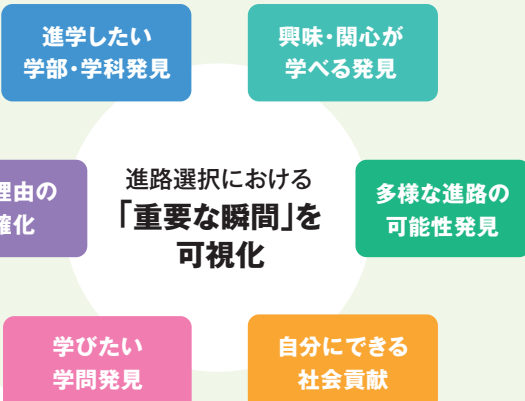 進学したい
学部・学科発見
興味・関心が
学べる発見
理由の
確化
進路選択における
「重要な瞬間」を
可視化
多様な進路の
可能性発見
学びたい
学問発見
自分にできる
社会貢献